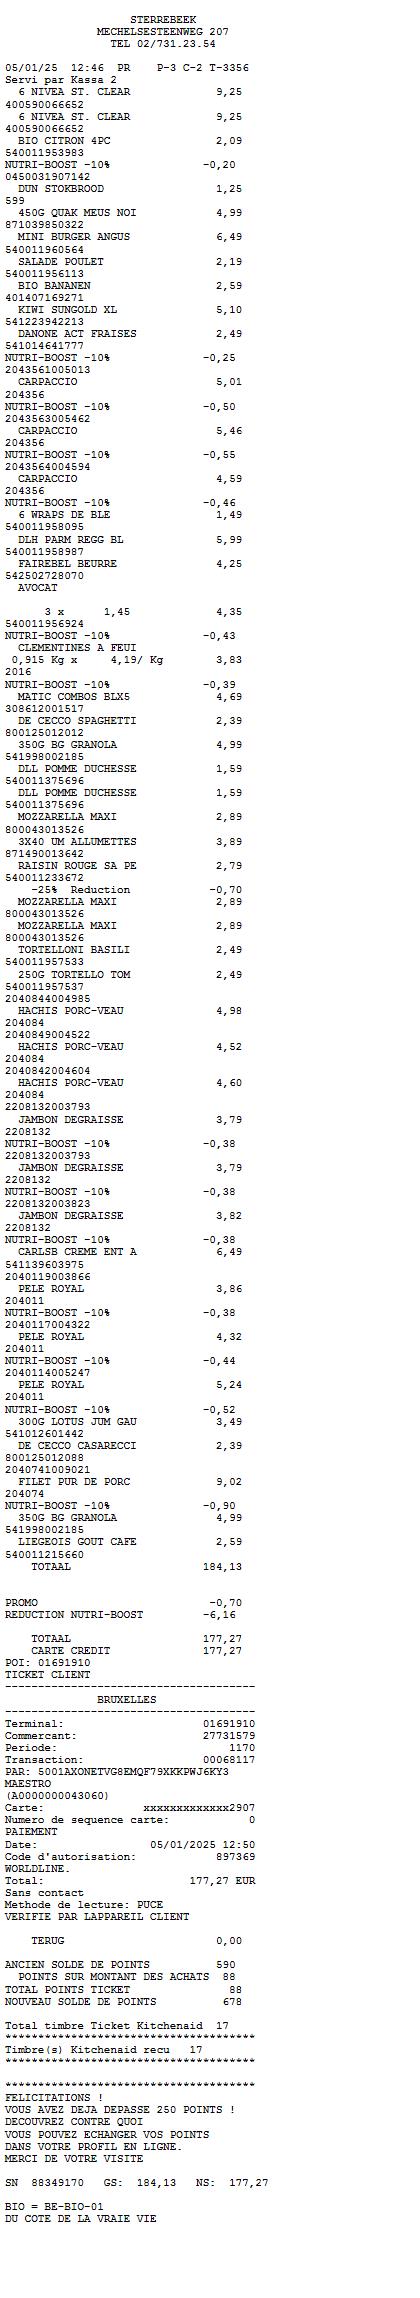 STERREBEEK
MECHELSESTEENWEG 207
TEL 02/731.23.54
05/01/25 12:46 PR P-3 C-2 T-3356
Servi par Kassa 2
6 NIVEA ST. CLEAR 9,25
400590066652
6 NIVEA ST. CLEAR 9,25
400590066652
BIO CITRON 4PC 2,09
540011953983
NUTRI-BOOST -10% -0,20
0450031907142
DUN STOKBROOD 1,25
599
450G QUAK MEUS NOI 4,99
871039850322
MINI BURGER ANGUS 6,49
540011960564
SALADE POULET 2,19
540011956113
BIO BANANEN 2,59
401407169271
KIWI SUNGOLD XL 5,10
541223942213
DANONE ACT FRAISES 2,49
541014641777
NUTRI-BOOST -10% -0,25
2043561005013
CARPACCIO 5,01
204356
NUTRI-BOOST -10% -0,50
2043563005462
CARPACCIO 5,46
204356
NUTRI-BOOST -10% -0,55
2043564004594
CARPACCIO 4,59
204356
NUTRI-BOOST -10% -0,46
6 WRAPS DE BLE 1,49
540011958095
DLH PARM REGG BL 5,99
540011958987
FAIREBEL BEURRE 4,25
542502728070
AVOCAT
3 x 1,45 4,35
540011956924
NUTRI-BOOST -10% -0,43
CLEMENTINES A FEUI
0,915 Kg x 4,19/ Kg 3,83
2016
NUTRI-BOOST -10% -0,39
MATIC COMBOS BLX5 4,69
308612001517
DE CECCO SPAGHETTI 2,39
800125012012
350G BG GRANOLA 4,99
541998002185
DLL POMME DUCHESSE 1,59
540011375696
DLL POMME DUCHESSE 1,59
540011375696
MOZZARELLA MAXI 2,89
800043013526
3X40 UM ALLUMETTES 3,89
871490013642
RAISIN ROUGE SA PE 2,79
540011233672
-25% Reduction -0,70
MOZZARELLA MAXI 2,89
800043013526
MOZZARELLA MAXI 2,89
800043013526
TORTELLONI BASILI 2,49
540011957533
250G TORTELLO TOM 2,49
540011957537
2040844004985
HACHIS PORC-VEAU 4,98
204084
2040849004522
HACHIS PORC-VEAU 4,52
204084
2040842004604
HACHIS PORC-VEAU 4,60
204084
2208132003793
JAMBON DEGRAISSE 3,79
2208132
NUTRI-BOOST -10% -0,38
2208132003793
JAMBON DEGRAISSE 3,79
2208132
NUTRI-BOOST -10% -0,38
2208132003823
JAMBON DEGRAISSE 3,82
2208132
NUTRI-BOOST -10% -0,38
CARLSB CREME ENT A 6,49
541139603975
2040119003866
PELE ROYAL 3,86
204011
NUTRI-BOOST -10% -0,38
2040117004322
PELE ROYAL 4,32
204011
NUTRI-BOOST -10% -0,44
2040114005247
PELE ROYAL 5,24
204011
NUTRI-BOOST -10% -0,52
300G LOTUS JUM GAU 3,49
541012601442
DE CECCO CASARECCI 2,39
800125012088
2040741009021
FILET PUR DE PORC 9,02
204074
NUTRI-BOOST -10% -0,90
350G BG GRANOLA 4,99
541998002185
LIEGEOIS GOUT CAFE 2,59
540011215660
TOTAAL 184,13
PROMO -0,70
REDUCTION NUTRI-BOOST -6,16
TOTAAL 177,27
CARTE CREDIT 177,27
POI: 01691910
TICKET CLIENT
--------------------------------------
BRUXELLES
--------------------------------------
Terminal: 01691910
Commercant: 27731579
Periode: 1170
Transaction: 00068117
PAR: 5001AXONETVG8EMQF79XKKPWJ6KY3
MAESTRO
(A0000000043060)
Carte: xxxxxxxxxxxxx2907
Numero de sequence carte: 0
PAIEMENT
Date: 05/01/2025 12:50
Code d'autorisation: 897369
WORLDLINE.
Total: 177,27 EUR
Sans contact
Methode de lecture: PUCE
VERIFIE PAR LAPPAREIL CLIENT
TERUG 0,00
ANCIEN SOLDE DE POINTS 590
POINTS SUR MONTANT DES ACHATS 88
TOTAL POINTS TICKET 88
NOUVEAU SOLDE DE POINTS 678
Total timbre Ticket Kitchenaid 17
**************************************
Timbre(s) Kitchenaid recu 17
**************************************
**************************************
FELICITATIONS !
VOUS AVEZ DEJA DEPASSE 250 POINTS !
DECOUVREZ CONTRE QUOI
VOUS POUVEZ ECHANGER VOS POINTS
DANS VOTRE PROFIL EN LIGNE.
MERCI DE VOTRE VISITE
SN 88349170 GS: 184,13 NS: 177,27
BIO = BE-BIO-01
DU COTE DE LA VRAIE VIE